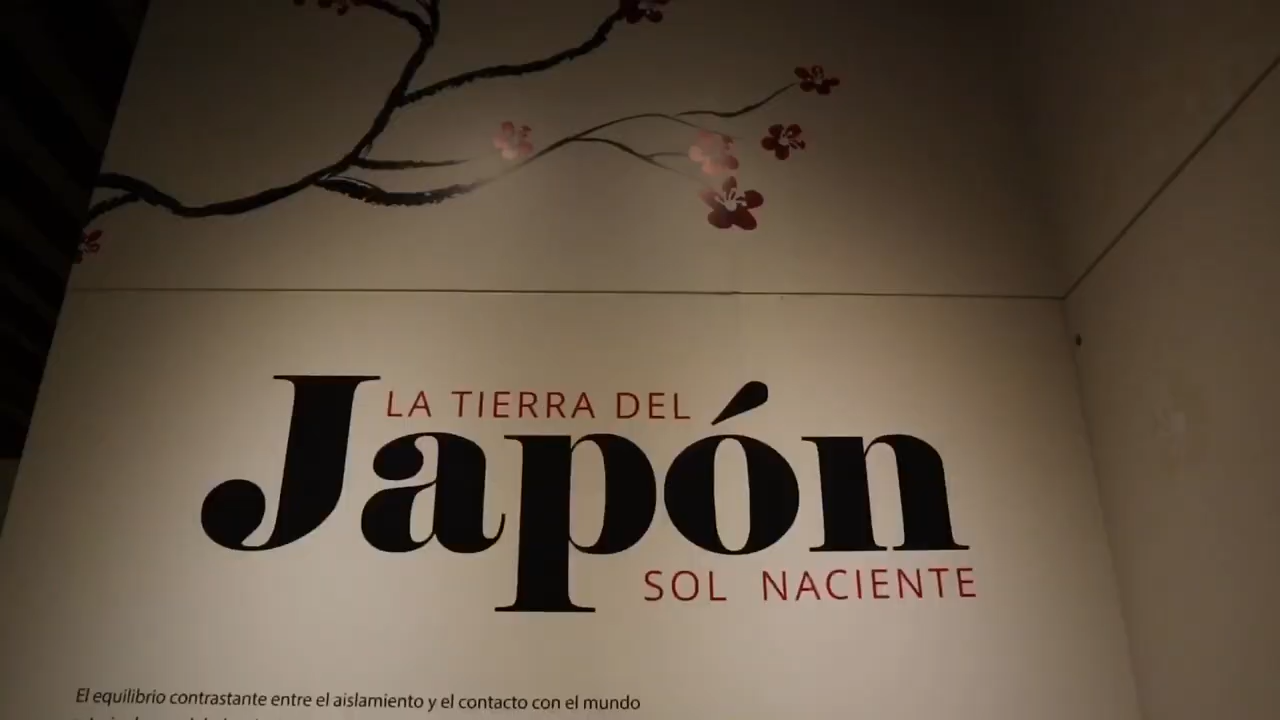 LA TIERRA DEL
Japón
SOL NACIENTE
El equilibrio contrastante entre el aislamiento y el contacto con el mundo